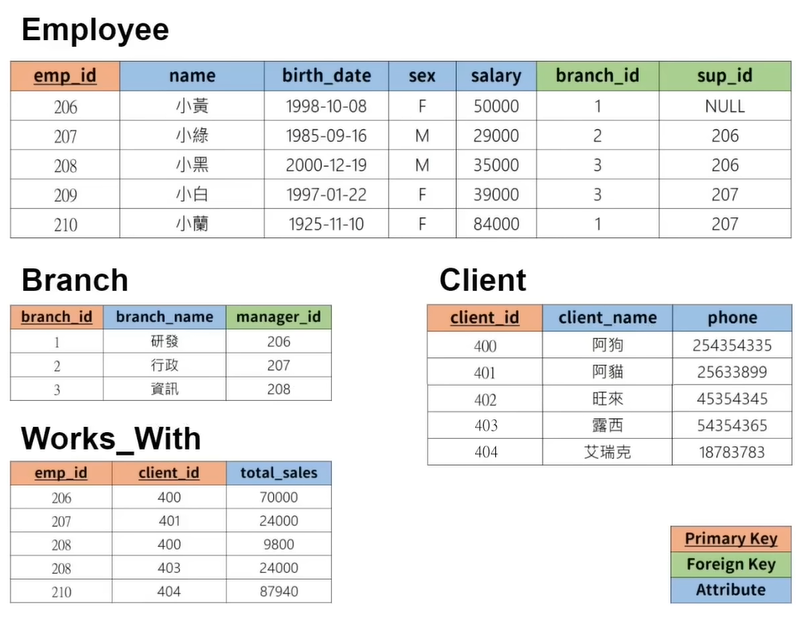 Employee
emp_id name birth_date sex salary branch_id sup_id
206 小黃 1998-10-08 F 50000 1 NULL
207 小綠 1985-09-16 M 29000 2 206
208 小黑 2000-12-19 M 35000 3 206
209 小白 1997-01-22 F 39000 3 207
210 小蘭 1925-11-10 F 84000 1 207
Branch
branch_id branch_name manager_id
1 研發 206
2 行政 207
3 資訊 208
Client
client_id client_name phone
400 阿狗 254354335
401 阿貓 25633899
402 旺來 45354345
403 露西 54354365
404 艾瑞克 18783783
Works_With
emp_id client_id total_sales
206 400 70000
207 401 24000
208 400 9800
208 403 24000
210 404 87940
Primary Key
Foreign Key
Attribute